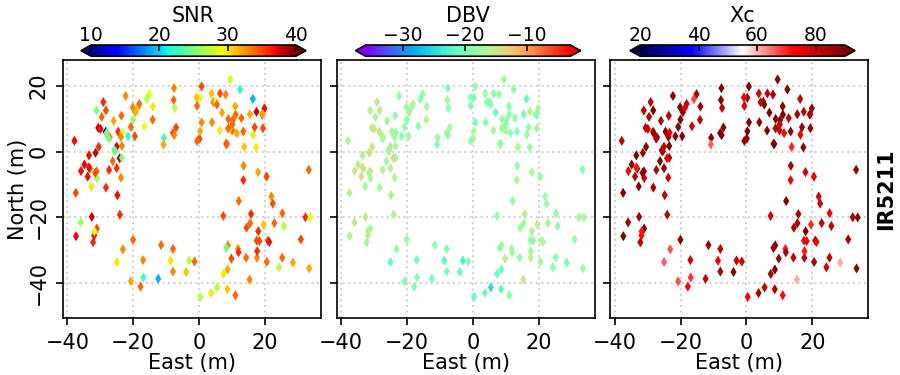 SNR DBV Xc
10 20 30 40 −30 −20 −10 20 40 60 80
20
0
−20
−40
North (m)
−40 −20 0 20 −40 −20 0 20 −40 −20 0 20
East (m) East (m) East (m)
IR5211